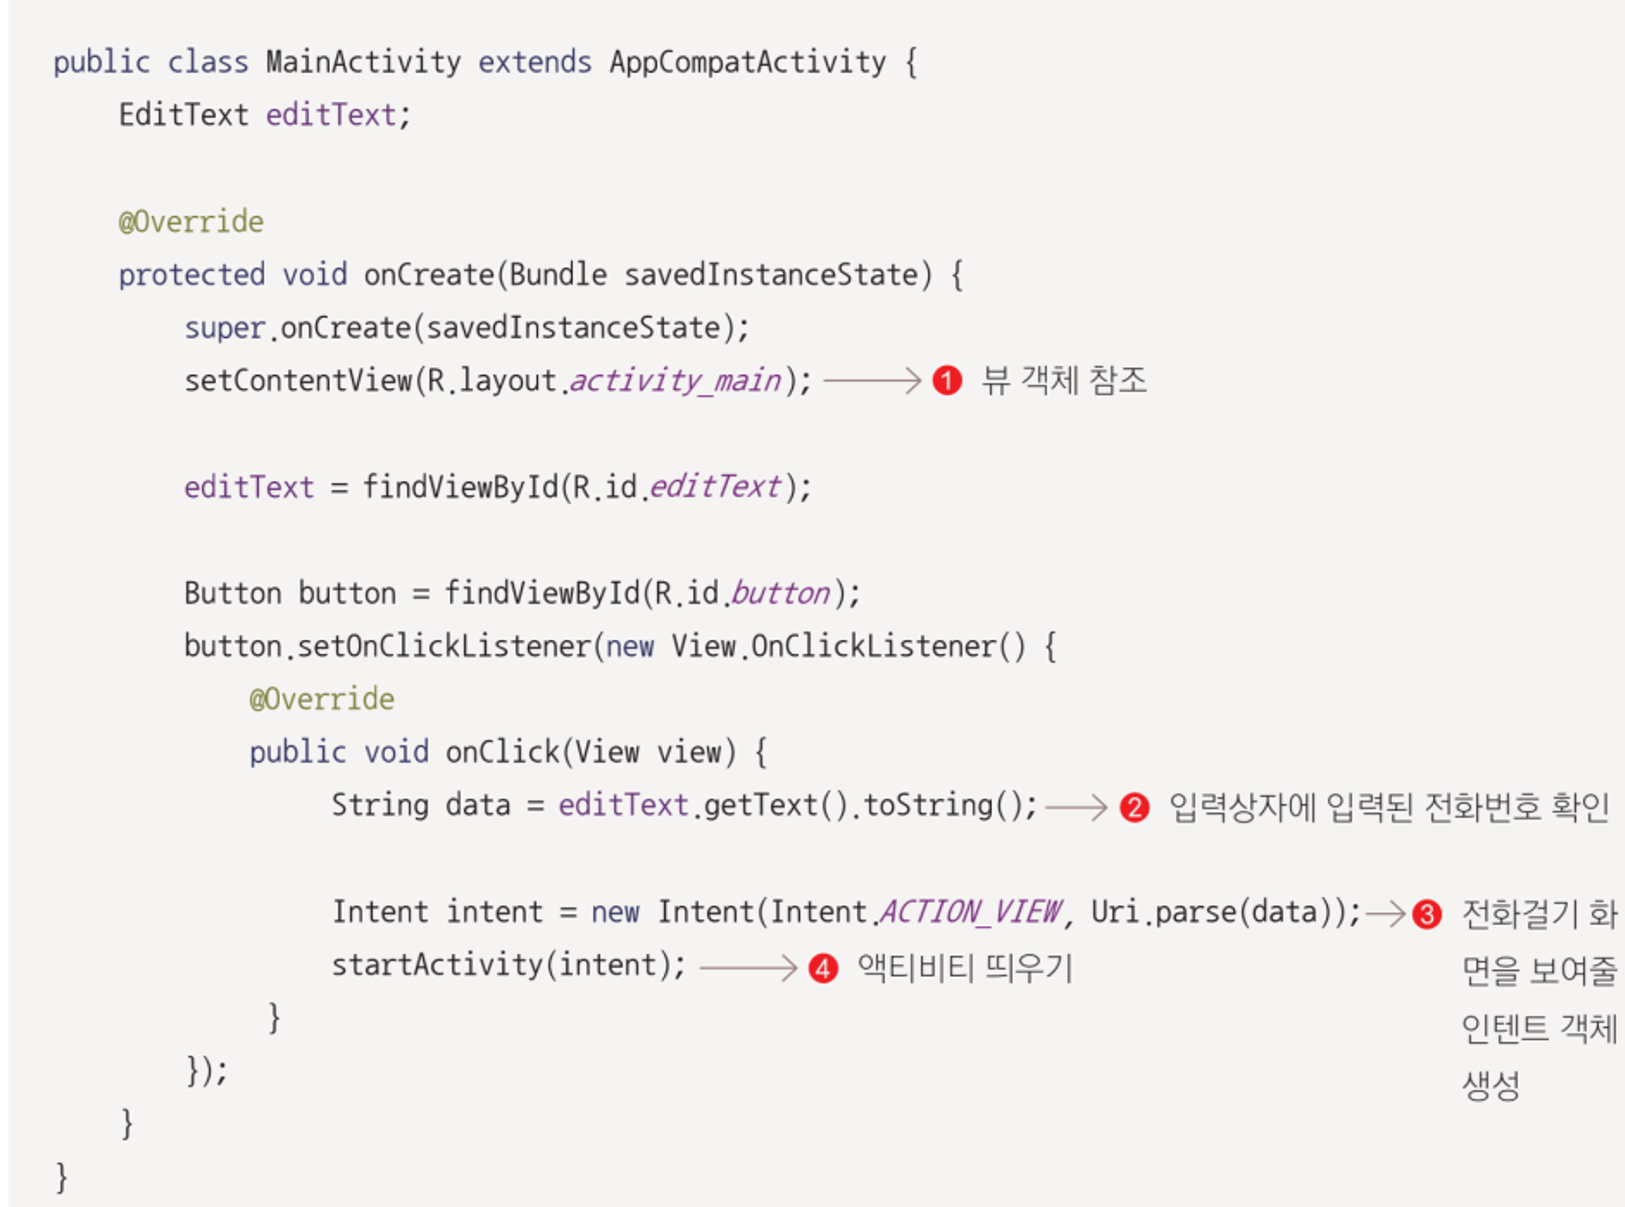 public class MainActivity extends AppCompatActivity {
EditText editText;
@Override
protected void onCreate(Bundle savedInstanceState) {
super.onCreate(savedInstanceState);
setContentView(R.layout.activity_main); 1 뷰 객체 참조
editText = findViewById(R.id.editText);
Button button = findViewById(R.id.button);
button.setOnClickListener(new View.OnClickListener() {
@Override
public void onClick(View view) {
String data = editText.getText().toString(); 2 입력상자에 입력된 전화번호 확인
Intent intent = new Intent(Intent.ACTION_VIEW, Uri.parse(data)); 3 전화걸기 화
면을 보여줄
인텐트 객체
생성
startActivity(intent); 4 액티비티 띄우기
}
});
}
}